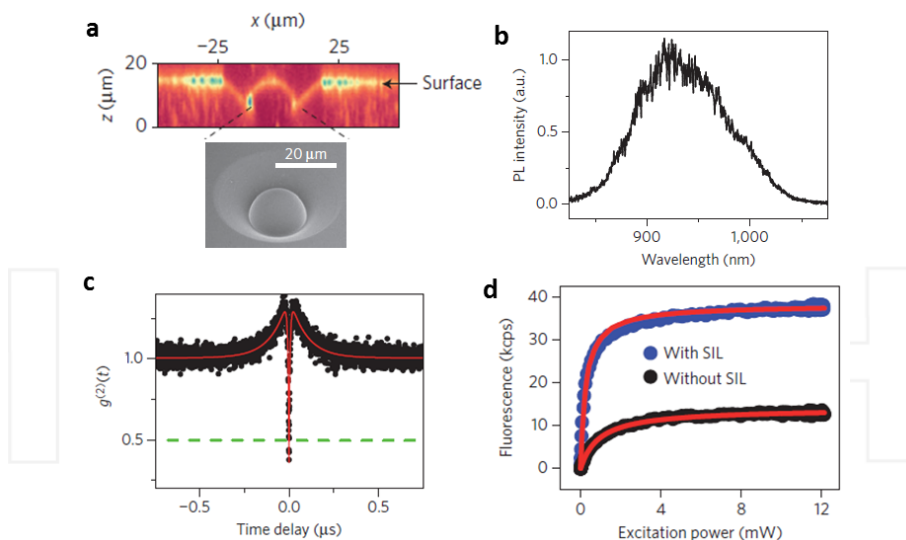 a
x (μm)
−25 25
20
0
z (μm)
Surface
20 μm
b
1.0
0.5
0.0
PL intensity (a.u.)
900 1,000
Wavelength (nm)
c
1.0
0.5
g(2)(t)
−0.5 0.0 0.5
Time delay (μs)
d
40
30
20
10
0
Fluorescence (kcps)
With SIL
Without SIL
0 4 8 12
Excitation power (mW)